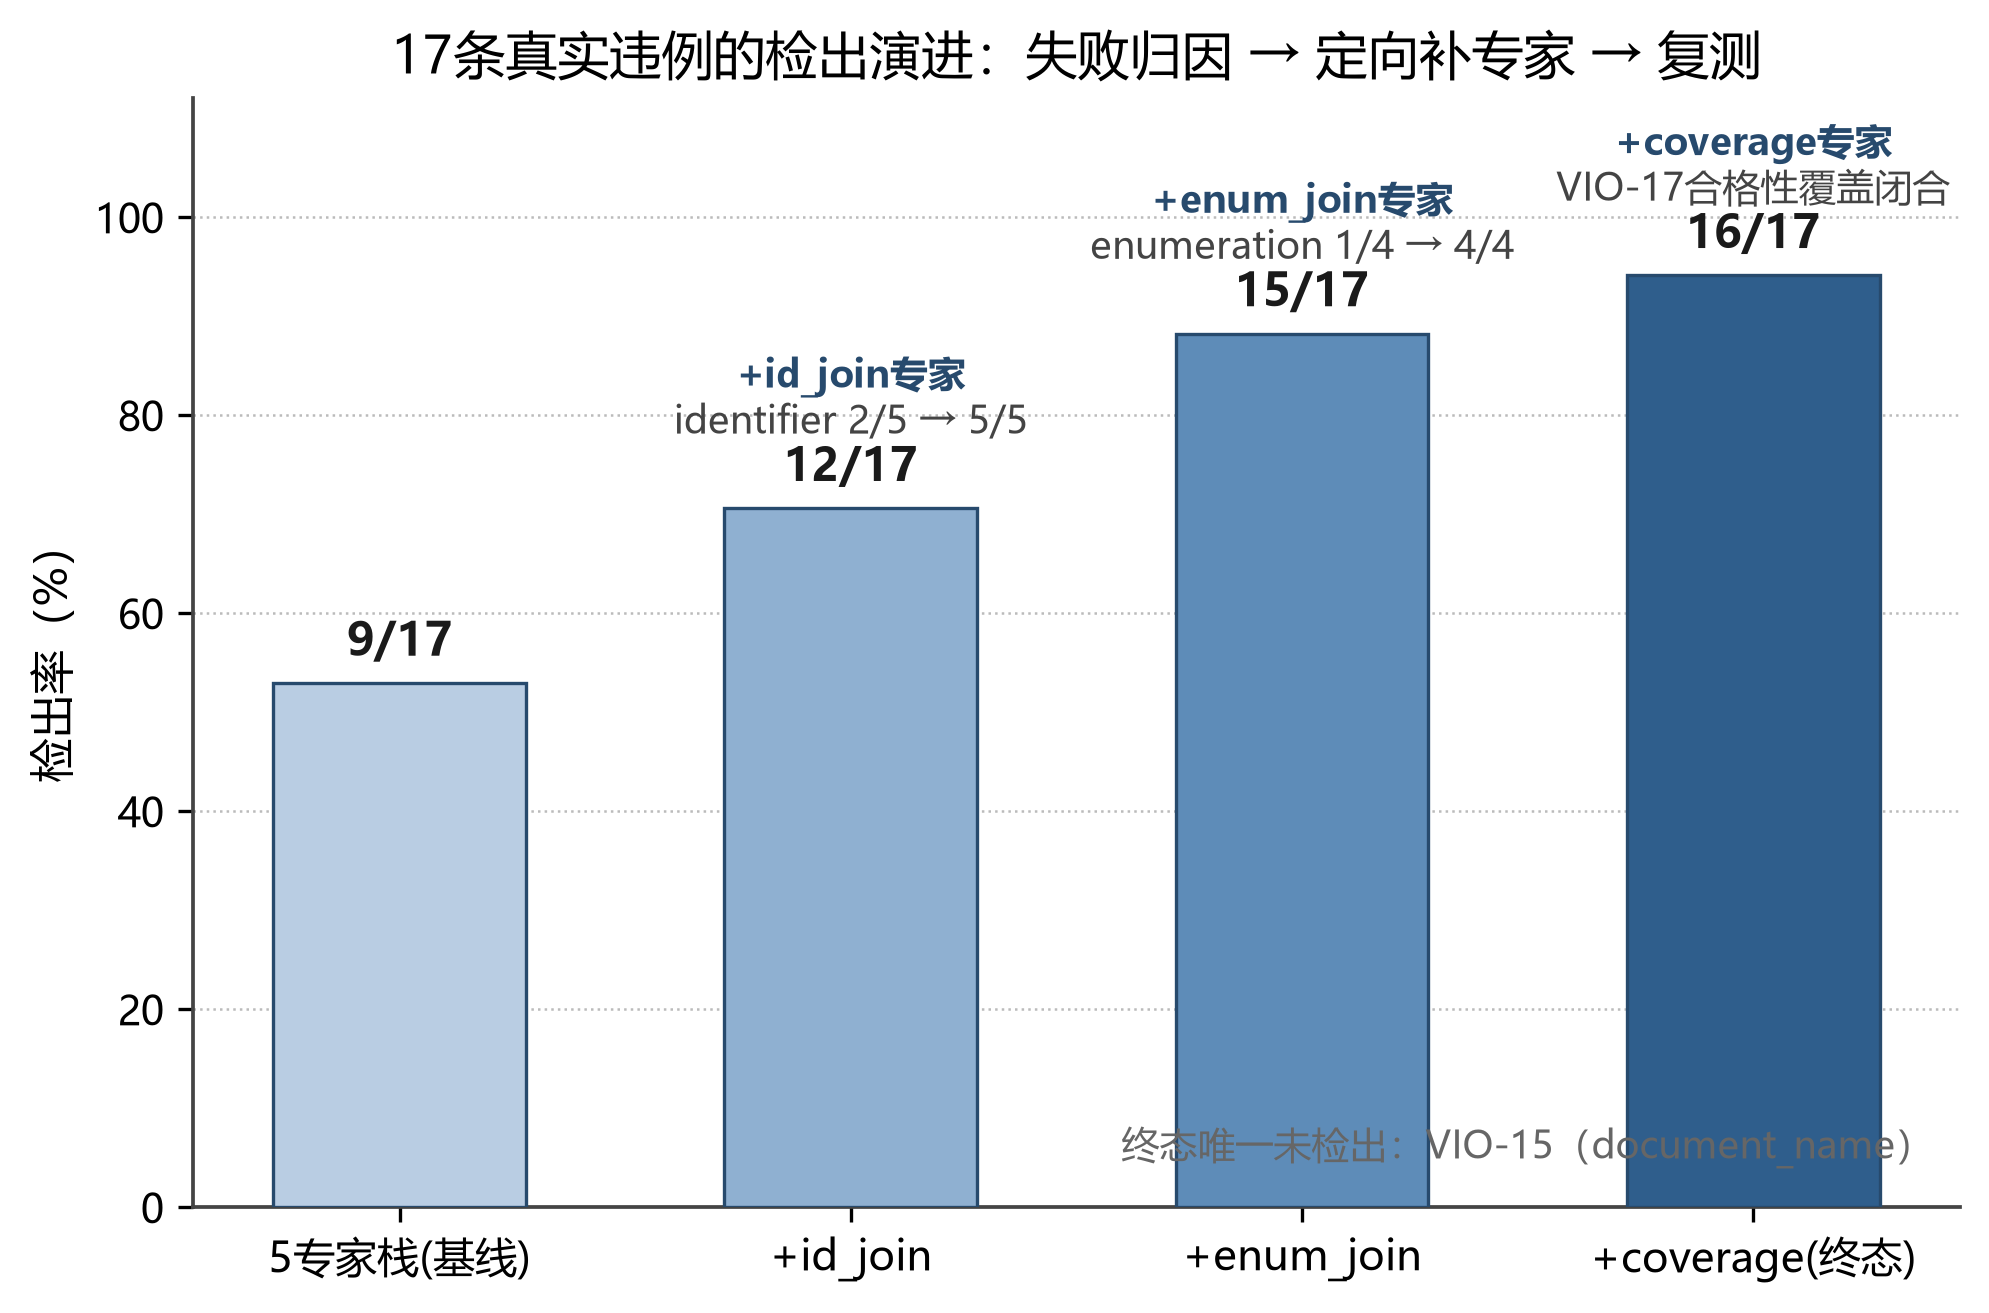 17条真实违例的检出演进：失败归因 → 定向补专家 → 复测
检出率（%）
100
80
60
40
20
0
9/17
+id_join专家
identifier 2/5 → 5/5
12/17
+enum_join专家
enumeration 1/4 → 4/4
15/17
+coverage专家
VIO-17合格性覆盖闭合
16/17
终态唯一未检出：VIO-15（document_name）
5专家栈(基线)
+id_join
+enum_join
+coverage(终态)